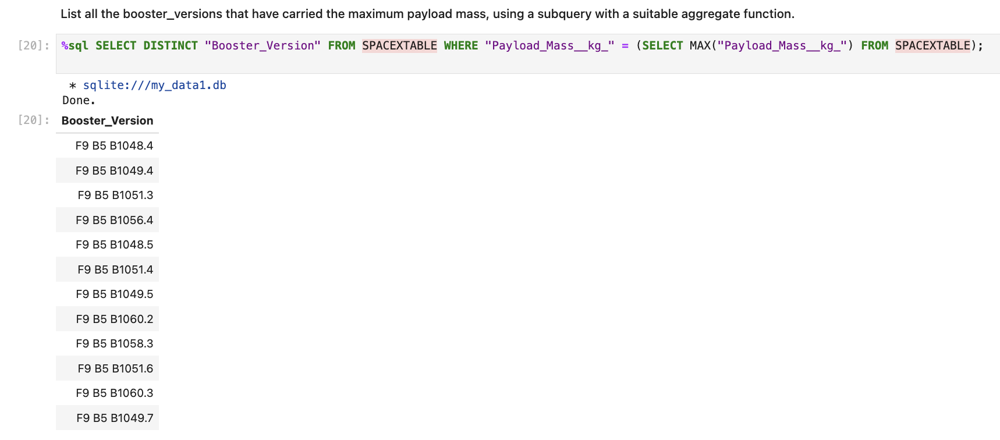 List all the booster_versions that have carried the maximum payload mass, using a subquery with a suitable aggregate function.
[20]: %sql SELECT DISTINCT "Booster_Version" FROM SPACEXTABLE WHERE "Payload_Mass__kg_" = (SELECT MAX("Payload_Mass__kg_") FROM SPACEXTABLE);
* sqlite:///my_data1.db
Done.
[20]: Booster_Version
F9 B5 B1048.4
F9 B5 B1049.4
F9 B5 B1051.3
F9 B5 B1056.4
F9 B5 B1048.5
F9 B5 B1051.4
F9 B5 B1049.5
F9 B5 B1060.2
F9 B5 B1058.3
F9 B5 B1051.6
F9 B5 B1060.3
F9 B5 B1049.7